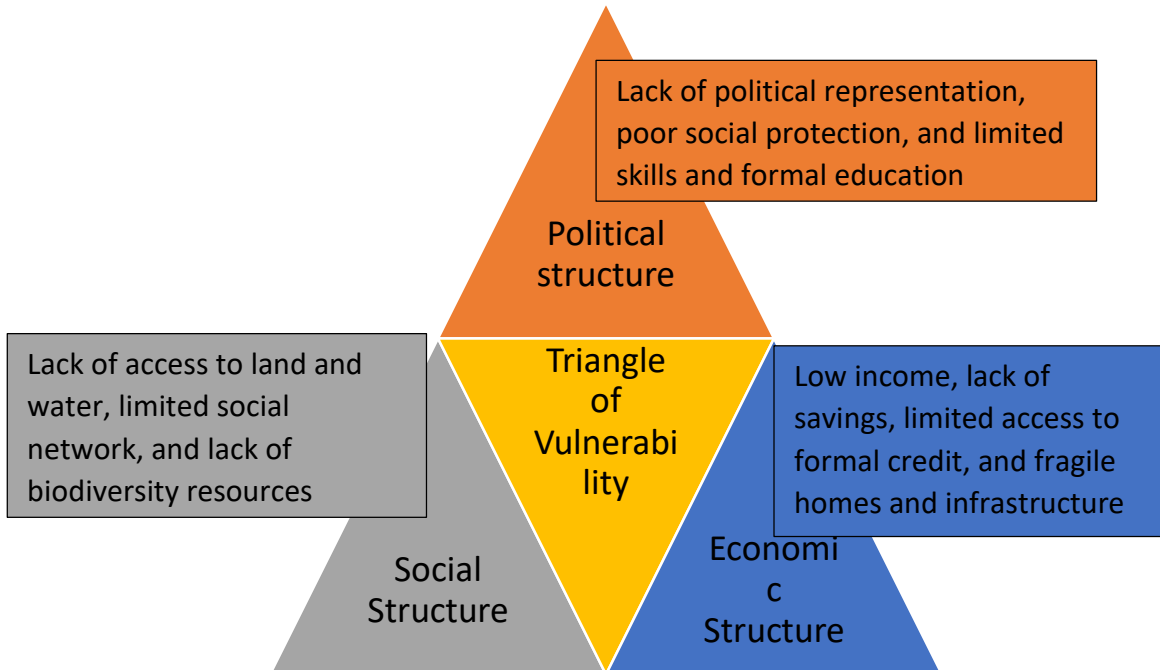 Lack of political representation,
poor social protection, and limited
skills and formal education
Political
structure
Lack of access to land and
water, limited social
network, and lack of
biodiversity resources
Triangle
of
Vulnerabi
lity
Low income, lack of
savings, limited access to
formal credit, and fragile
homes and infrastructure
Social
Structure
Economi
c
Structure